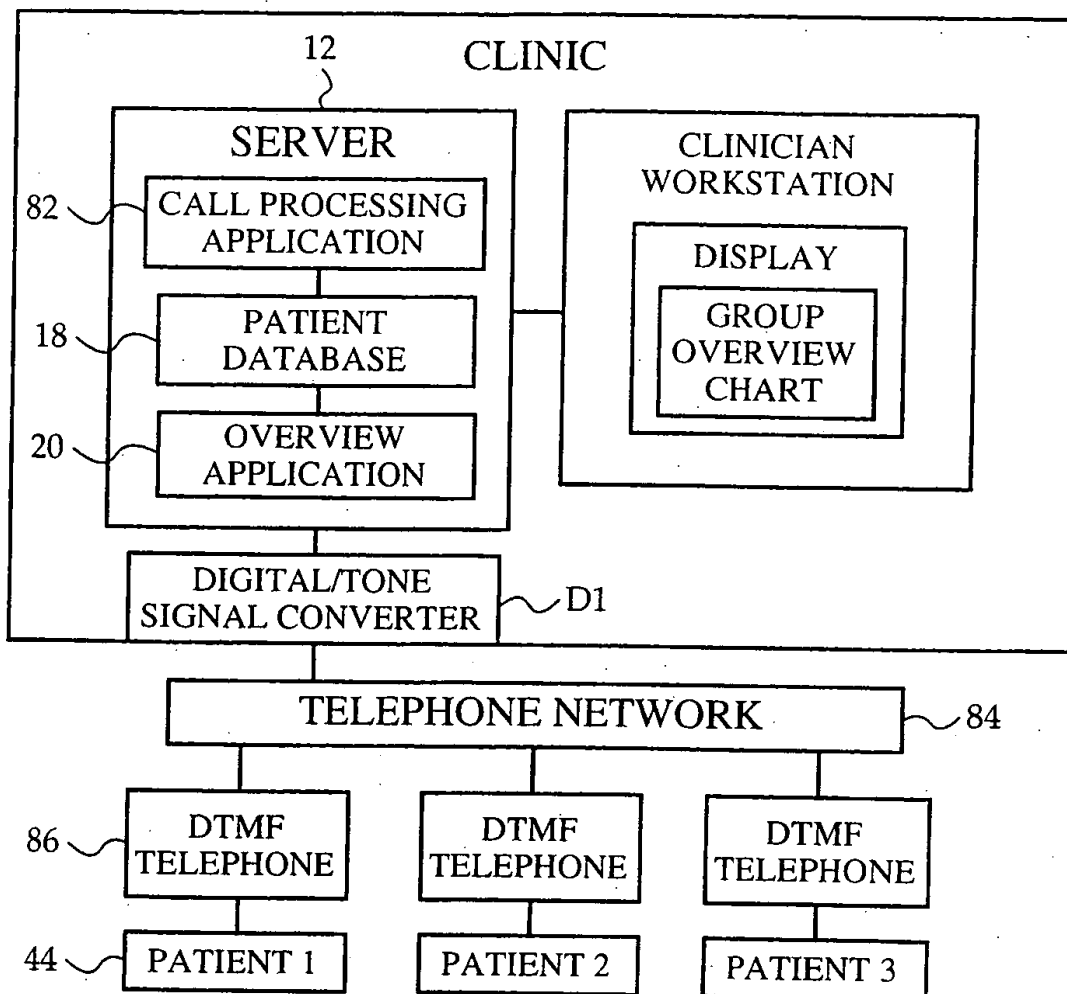 CLINIC
12
SERVER
82
CALL PROCESSING
APPLICATION
18
PATIENT
DATABASE
20
OVERVIEW
APPLICATION
CLINICIAN
WORKSTATION
DISPLAY
GROUP
OVERVIEW
CHART
DIGITAL/TONE
SIGNAL CONVERTER
D1
TELEPHONE NETWORK
84
86
DTMF
TELEPHONE
DTMF
TELEPHONE
DTMF
TELEPHONE
44
PATIENT 1
PATIENT 2
PATIENT 3